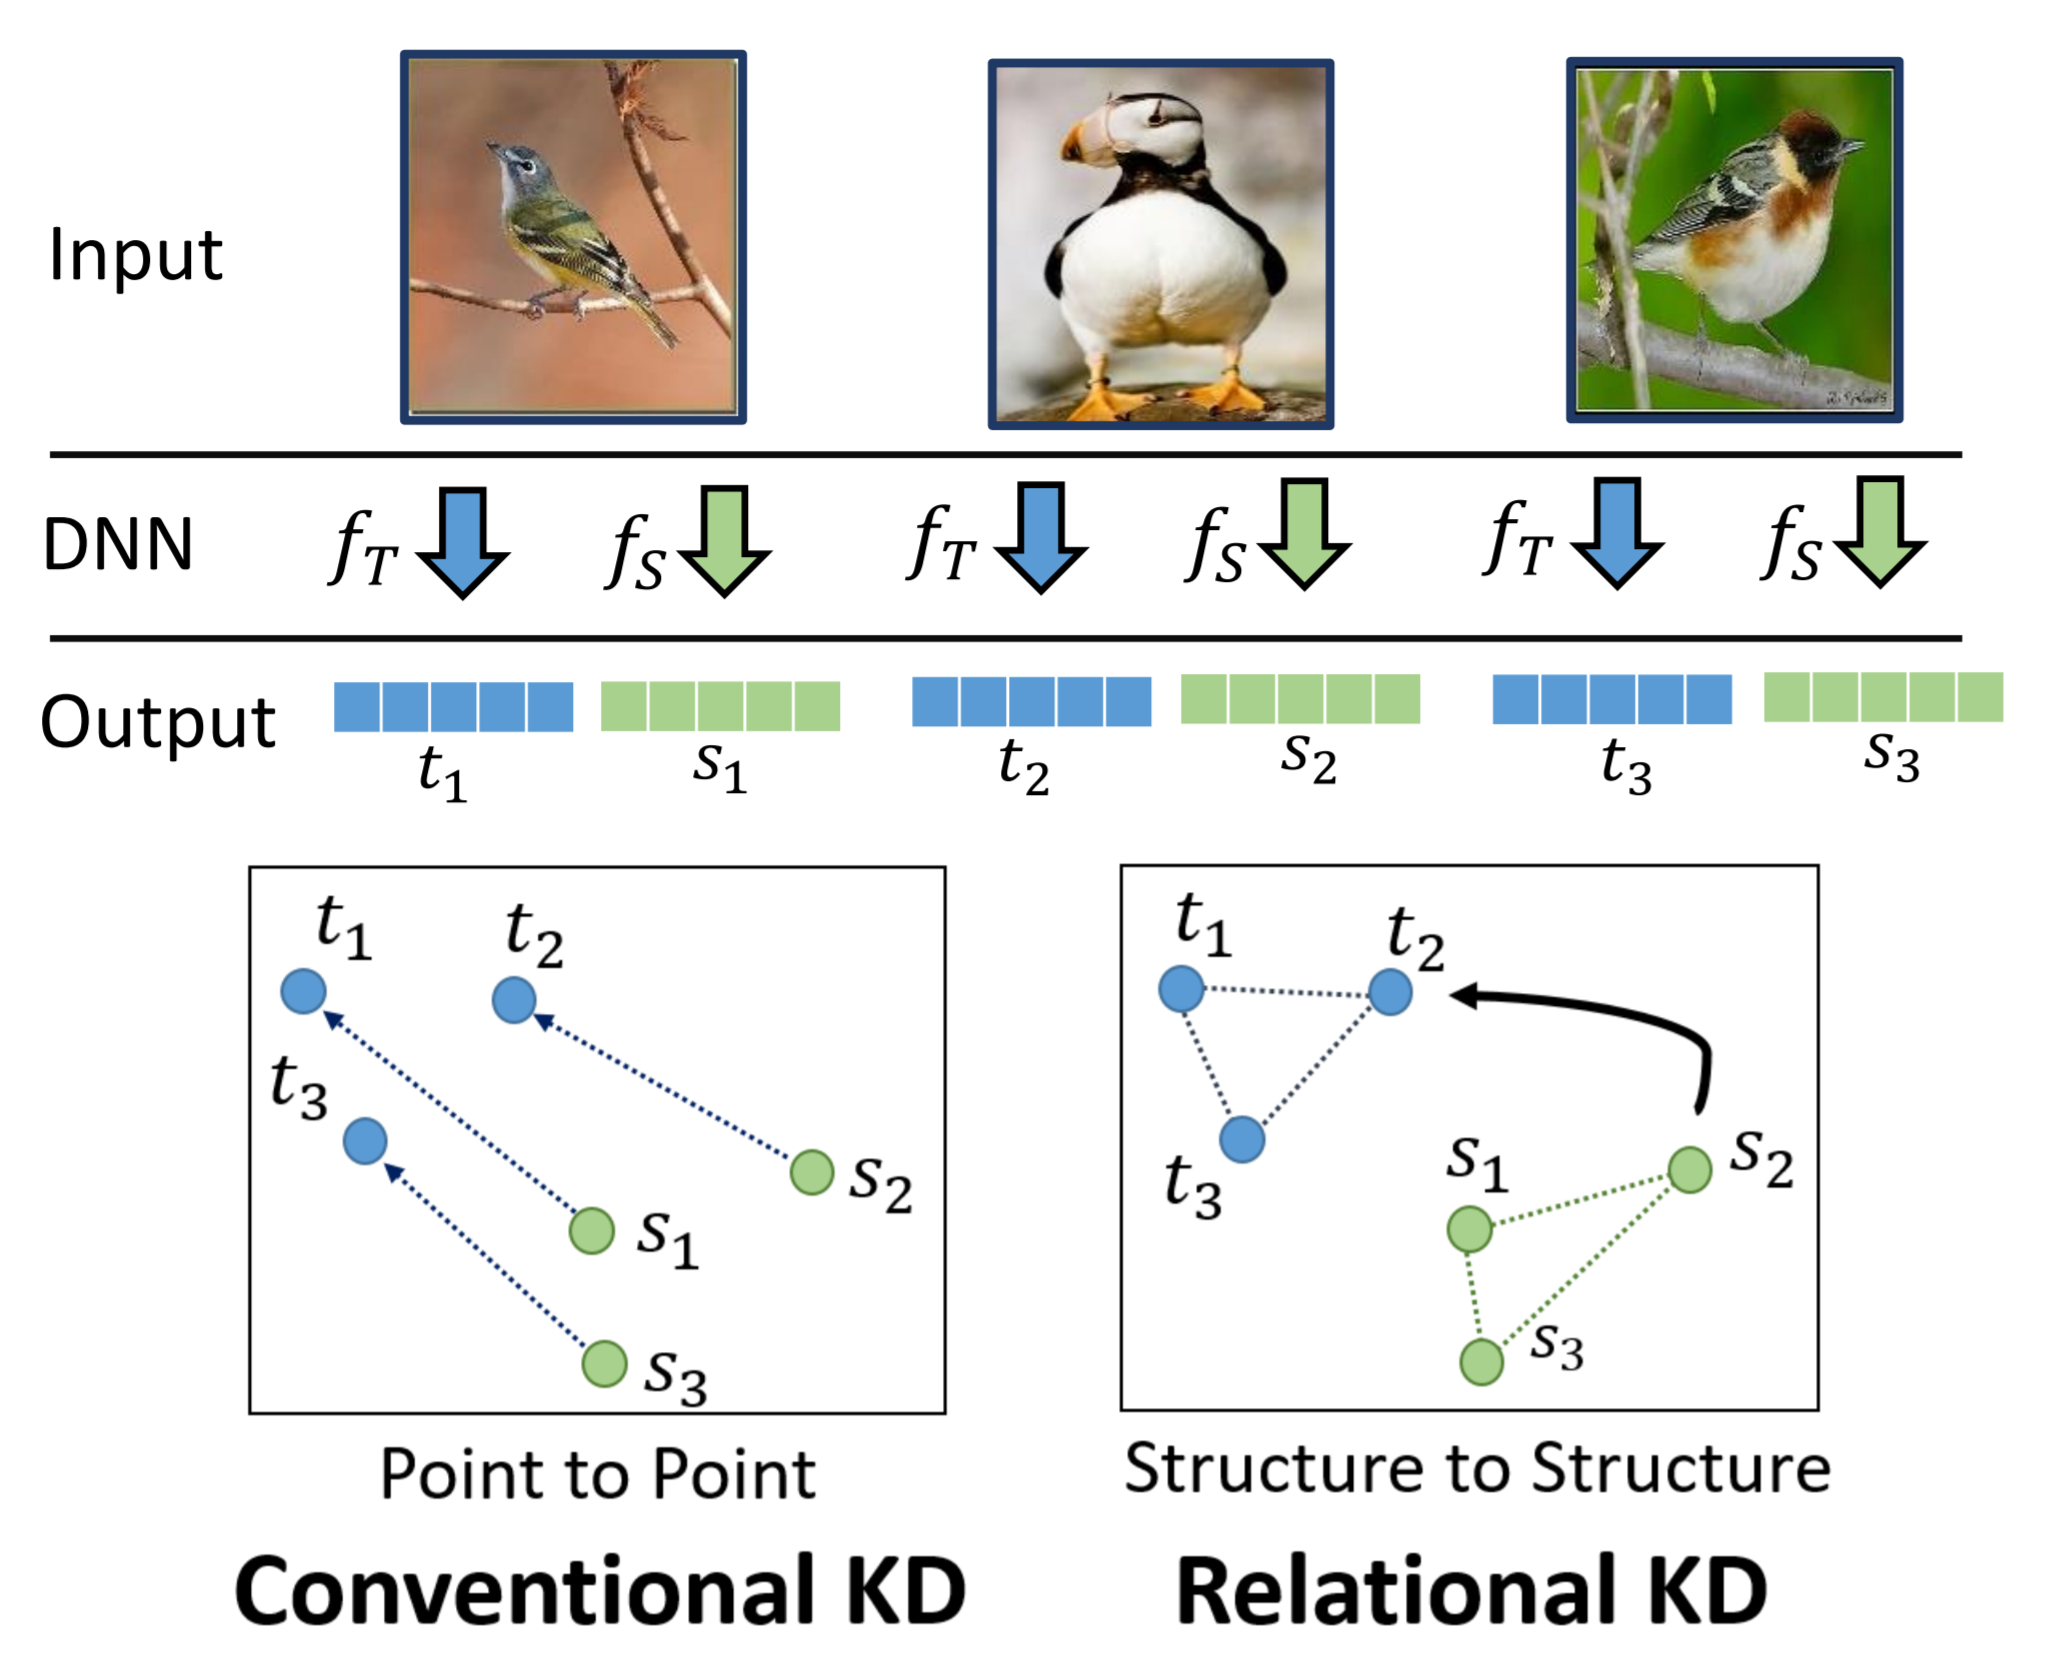 Input
DNN f_T f_S f_T f_S f_T f_S
Output
t_1 s_1 t_2 s_2 t_3 s_3
t_1 t_2
t_3
s_2
s_1
s_3
Point to Point
Conventional KD
t_1 t_2
t_3
s_1 s_2
s_3
Structure to Structure
Relational KD